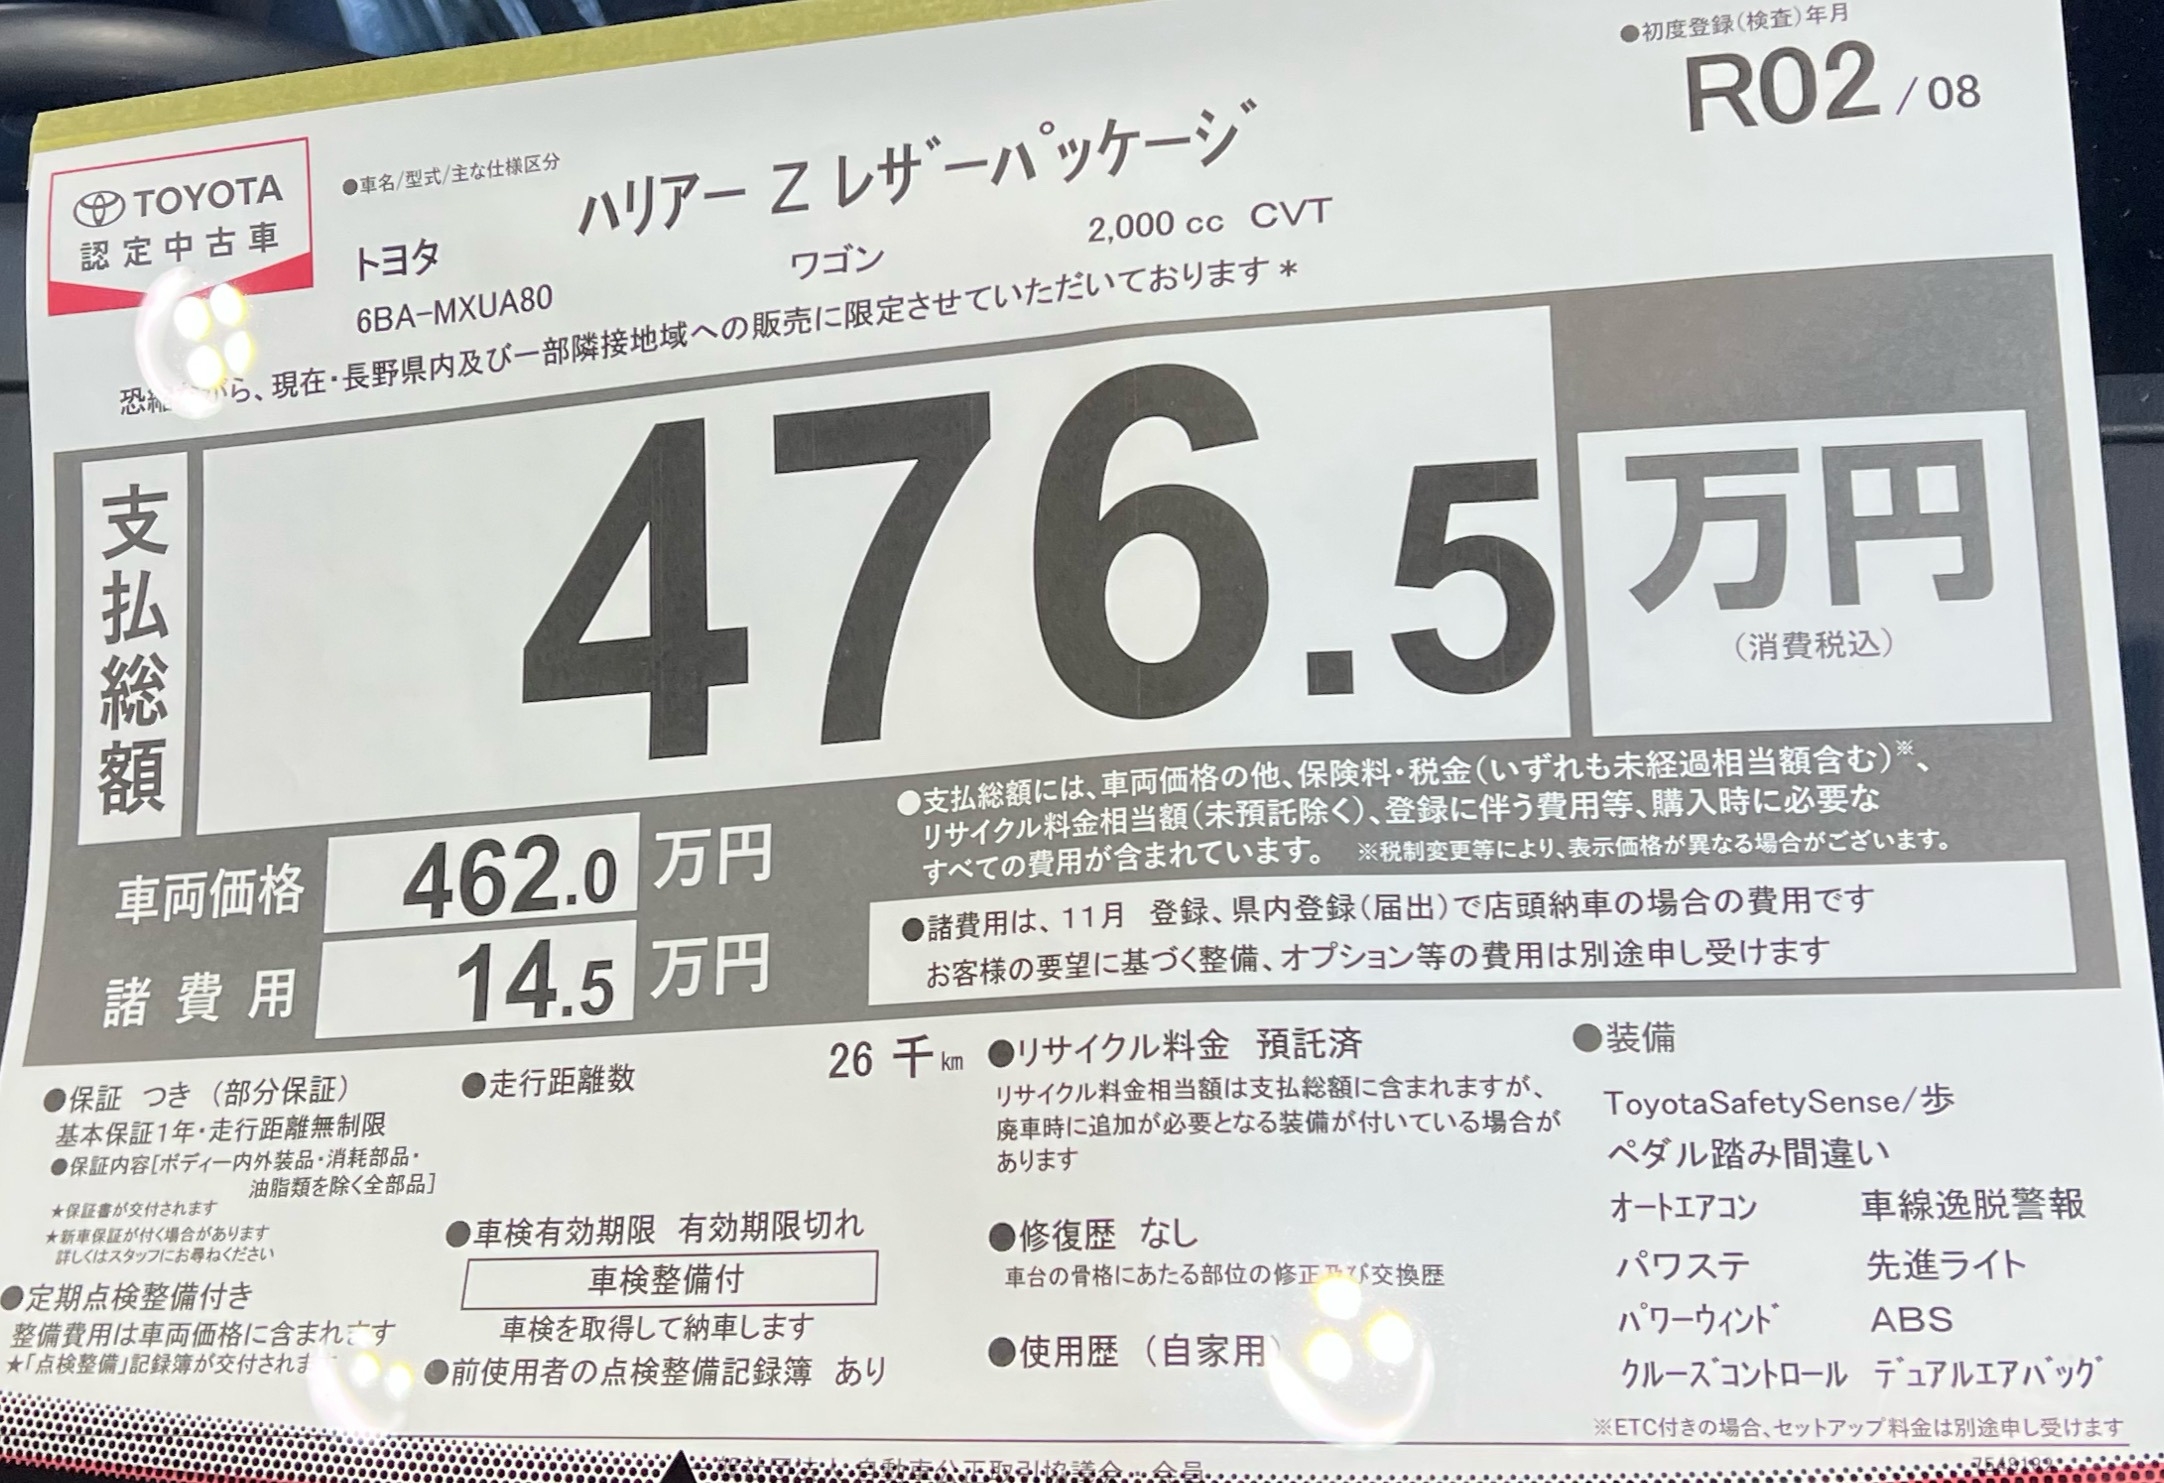 ●初度登録(検査)年月
R02/08
TOYOTA
認定中古車
●車名/型式/主な仕様区分
ハリアー Z レザーパッケージ
トヨタ
ワゴン
2,000 cc CVT
6BA-MXUA80
現在・長野県内及び一部隣接地域への販売に限定させていただいております*
支払総額
476.5
万円
(消費税込)
●支払総額には、車両価格の他、保険料・税金(いずれも未経過相当額含む)※、
リサイクル料金相当額(未預託除く)、登録に伴う費用等、購入時に必要な
すべての費用が含まれています。 ※税制変更等により、表示価格が異なる場合がございます。
車両価格 462.0 万円
諸費用 14.5 万円
●諸費用は、11月 登録、県内登録(届出)で店頭納車の場合の費用です
お客様の要望に基づく整備、オプション等の費用は別途申し受けます
●保証 つき (部分保証)
基本保証1年・走行距離無制限
●保証内容[ボディー内外装品・消耗部品・
油脂類を除く全部品]
★保証書が交付されます
★新車保証が付く場合があります
詳しくはスタッフにお尋ねください
●定期点検整備付き
整備費用は車両価格に含まれます
★「点検整備」記録簿が交付されま
●走行距離数 26 千km
●車検有効期限 有効期限切れ
車検整備付
車検を取得して納車します
●前使用者の点検整備記録簿 あり
●リサイクル料金 預託済
リサイクル料金相当額は支払総額に含まれますが、
廃車時に追加が必要となる装備が付いている場合が
あります
●修復歴 なし
車台の骨格にあたる部位の修正及び交換歴
●使用歴 (自家用)
●装備
ToyotaSafetySense/歩
ペダル踏み間違い
オートエアコン 車線逸脱警報
パワステ 先進ライト
パワーウィンド ABS
クルーズコントロール デュアルエアバッグ
※ETC付きの場合、セットアップ料金は別途申し受けます